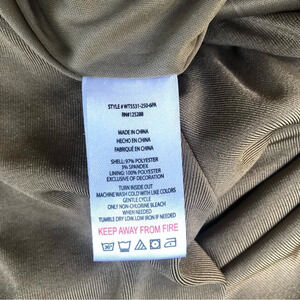 STYLE # WT5531-250-6PA
RN#125288
MADE IN CHINA
HECHO EN CHINA
FABRIQUÉ EN CHINA
SHELL: 97% POLYESTER
3% SPANDEX
LINING: 100% POLYESTER
EXCLUSIVE OF DECORATION
TURN INSIDE OUT
MACHINE WASH COLD WITH LIKE COLORS
GENTLE CYCLE
ONLY NON-CHLORINE BLEACH
WHEN NEEDED
TUMBLE DRY LOW, LOW IRON IF NEEDED
KEEP AWAY FROM FIRE